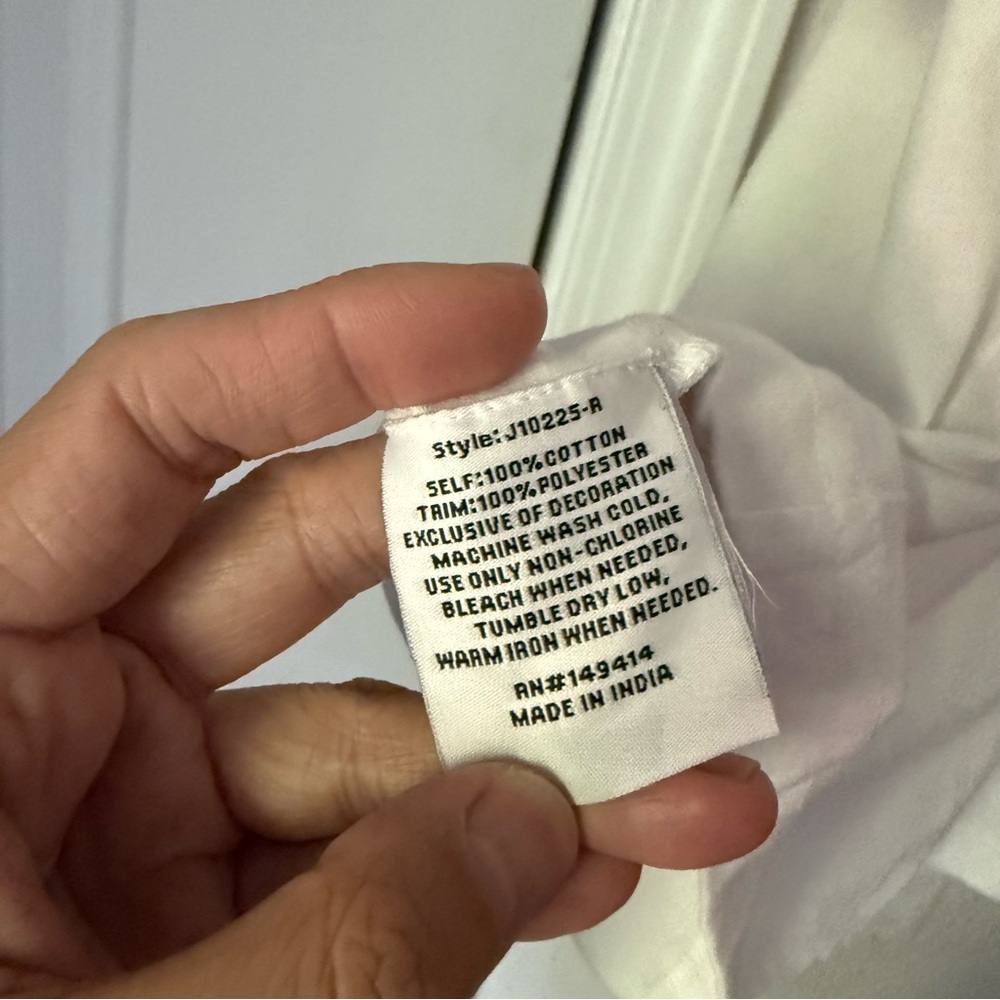 Style: J10225-R
SELF:100%COTTON
TRIM:100%POLYESTER
EXCLUSIVE OF DECORATION
MACHINE WASH COLD,
USE ONLY NON-CHLORINE
BLEACH WHEN NEEDED,
TUMBLE DRY LOW,
WARM IRON WHEN NEEDED.
RN#149414
MADE IN INDIA